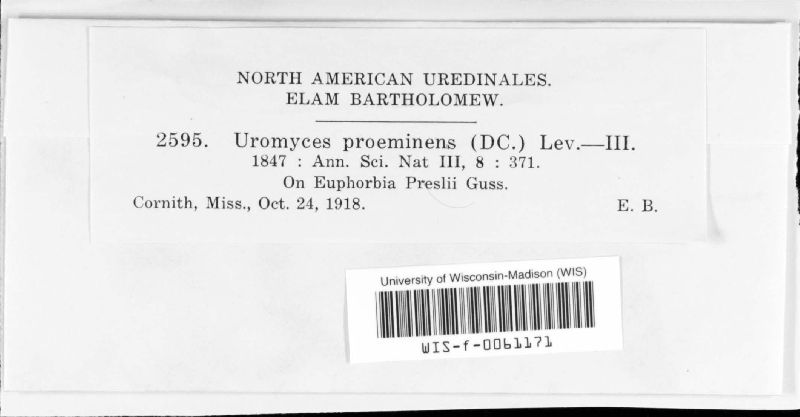 NORTH AMERICAN UREDINALES.
ELAM BARTHOLOMEW.
2595. Uromyces proeminens (DC.) Lev.—III.
1847 : Ann. Sci. Nat III, 8 : 371.
On Euphorbia Preslii Guss.
Cornith, Miss., Oct. 24, 1918. E. B.
University of Wisconsin-Madison (WIS)
WIS-f-0061171